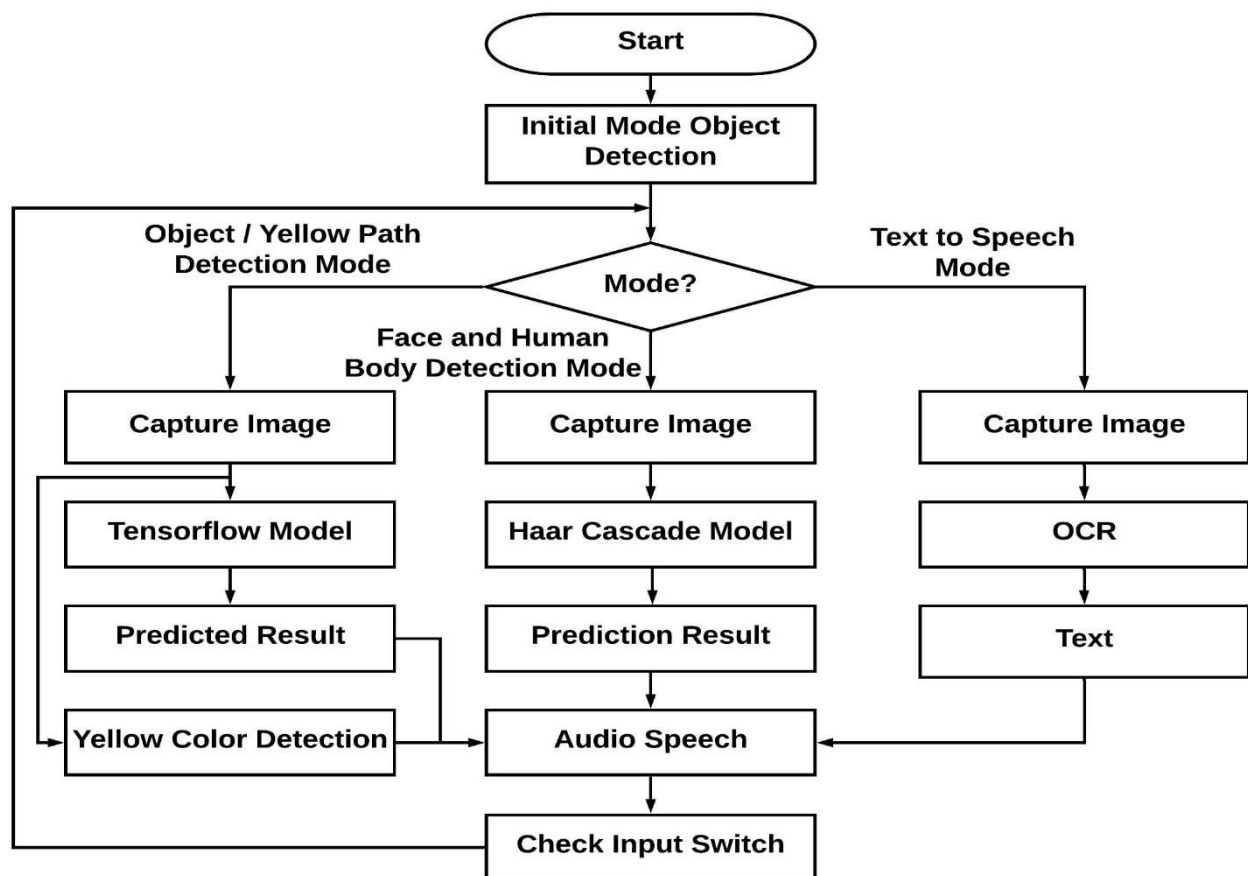 Start
Initial Mode Object
Detection
Object / Yellow Path
Detection Mode
Text to Speech
Mode
Mode?
Face and Human
Body Detection Mode
Capture Image
Capture Image
Capture Image
Tensorflow Model
Haar Cascade Model
OCR
Predicted Result
Prediction Result
Text
Yellow Color Detection
Audio Speech
Check Input Switch